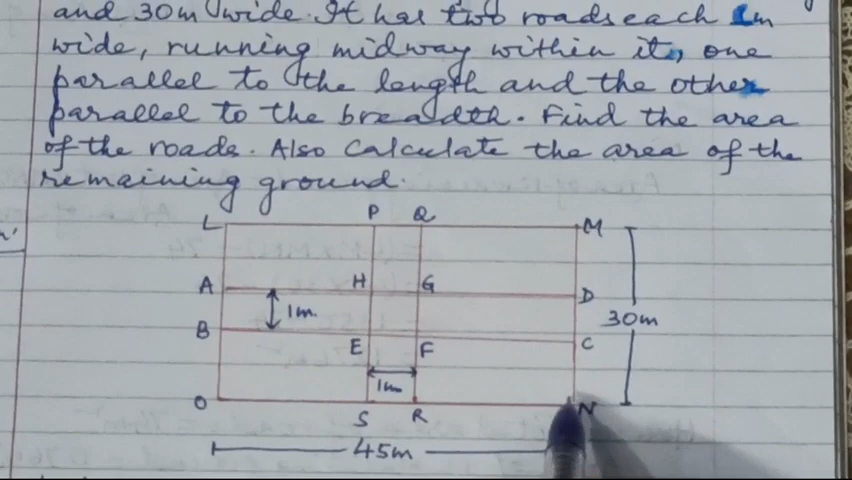 and 30m wide. It has two roads each 1m
wide, running midway within it, one
parallel to the length and the other
parallel to the breadth. Find the area
of the roads. Also calculate the area of the
remaining ground.
L P Q M
A H G D
1m
30m
B E F C
1m
O S R N
45m